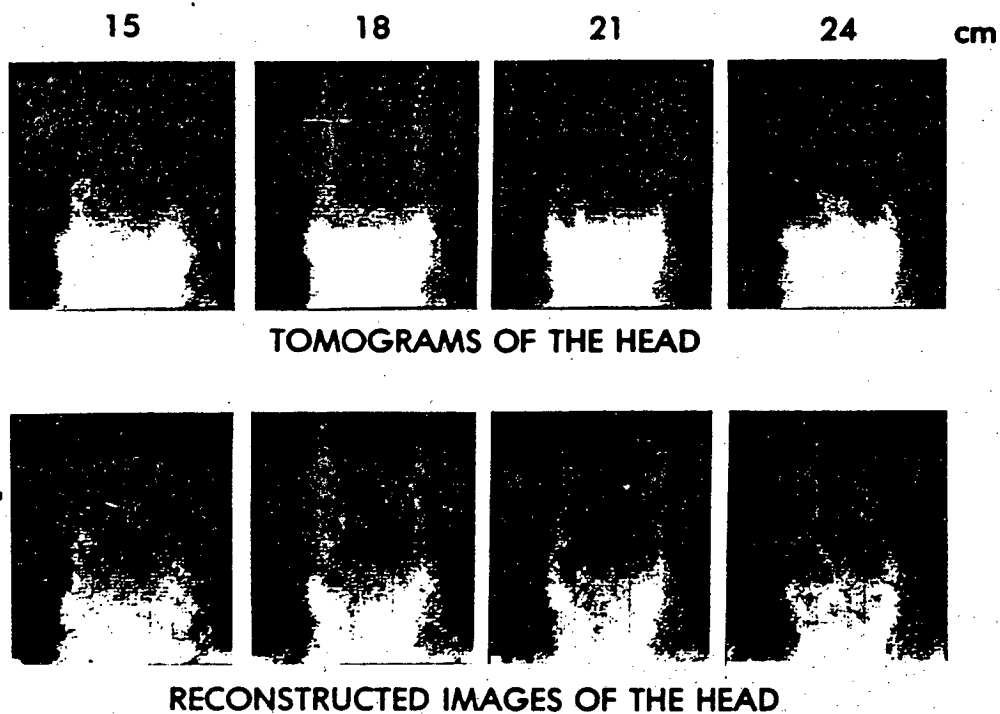 15 18 21 24 cm
TOMOGRAMS OF THE HEAD
RECONSTRUCTED IMAGES OF THE HEAD